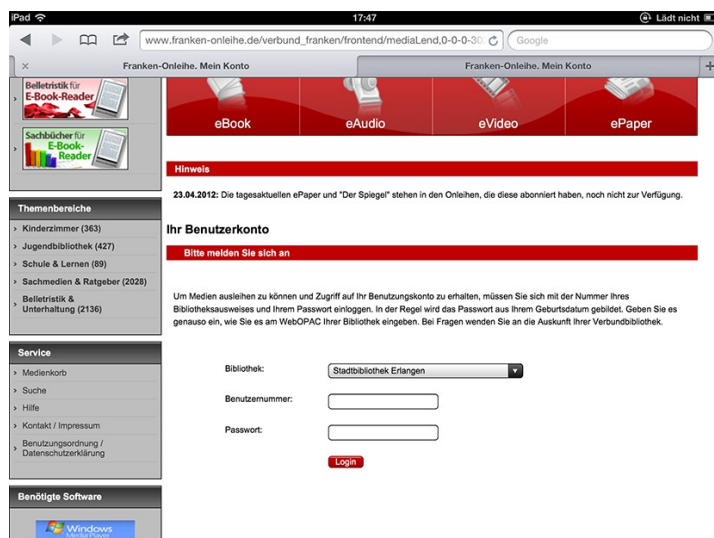 iPad 17:47 Lädt nicht
www.franken-onleihe.de/verbund_franken/frontend/mediaLend,0-0-0-30 Google
Franken-Onleihe. Mein Konto Franken-Onleihe. Mein Konto
Belletristik für
E-Book-Reader
Sachbücher für
E-Book-
Reader
eBook eAudio eVideo ePaper
Hinweis
23.04.2012: Die tagesaktuellen ePaper und "Der Spiegel" stehen in den Onleihen, die diese abonniert haben, noch nicht zur Verfügung.
Themenbereiche
Kinderzimmer (363)
Jugendbibliothek (427)
Schule & Lernen (89)
Sachmedien & Ratgeber (2028)
Belletristik &
Unterhaltung (2136)
Ihr Benutzerkonto
Bitte melden Sie sich an
Um Medien ausleihen zu können und Zugriff auf Ihr Benutzungskonto zu erhalten, müssen Sie sich mit der Nummer Ihres
Bibliotheksausweises und Ihrem Passwort einloggen. In der Regel wird das Passwort aus Ihrem Geburtsdatum gebildet. Geben Sie es
genauso ein, wie Sie es am WebOPAC Ihrer Bibliothek eingeben. Bei Fragen wenden Sie an die Auskunft Ihrer Verbundbibliothek.
Service
Medienkorb
Suche
Hilfe
Kontakt / Impressum
Benutzungsordnung /
Datenschutzerklärung
Bibliothek: Stadtbibliothek Erlangen
Benutzernummer:
Passwort:
Login
Benötigte Software
Windows
Media Player